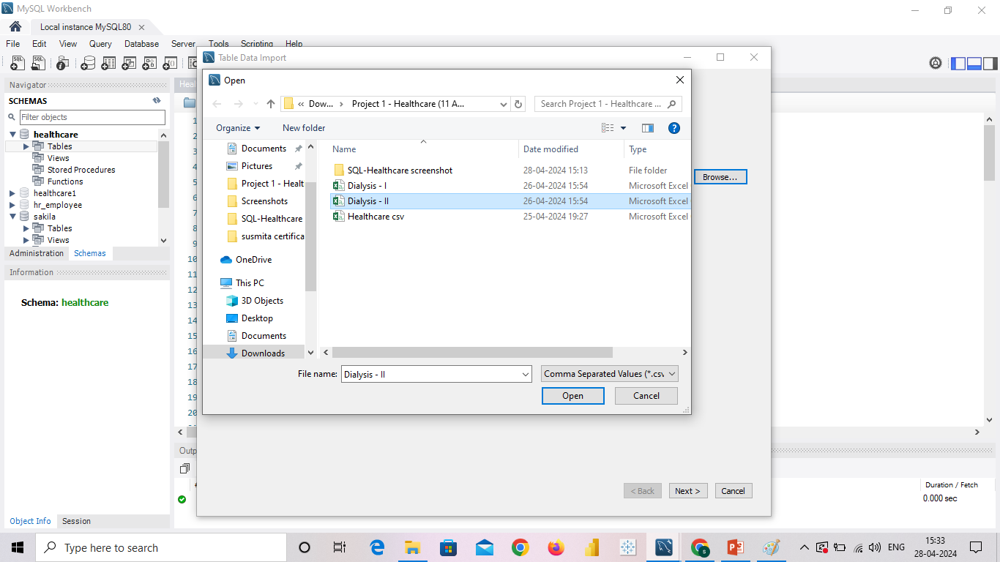 MySQL Workbench
Local instance MySQL80
File Edit View Query Database Server Tools Scripting Help
Table Data Import
Navigator
SCHEMAS
Filter objects
healthcare
Tables
Views
Stored Procedures
Functions
healthcare1
hr_employee
sakila
Tables
Views
Administration Schemas
Information
Schema: healthcare
Object Info Session
Open
« Dow... > Project 1 - Healthcare (11 A...
Search Project 1 - Healthcare ...
Organize New folder
Documents
Pictures
Project 1 - Healt
Screenshots
SQL-Healthcare
susmita certifica
OneDrive
This PC
3D Objects
Desktop
Documents
Downloads
Name Date modified Type
SQL-Healthcare screenshot 28-04-2024 15:13 File folder
Dialysis - I 26-04-2024 15:54 Microsoft Excel
Dialysis - II 26-04-2024 15:54 Microsoft Excel
Healthcare csv 25-04-2024 19:27 Microsoft Excel
File name: Dialysis - II Comma Separated Values (*.csv
Open Cancel
Browse...
Heal
1
2
3
4
5
6
7
8
9
10
11
12
13
14
15
16
17
18
19
20
Outp
#
Duration / Fetch
0.000 sec
< Back Next > Cancel
Type here to search
ENG
15:33
28-04-2024